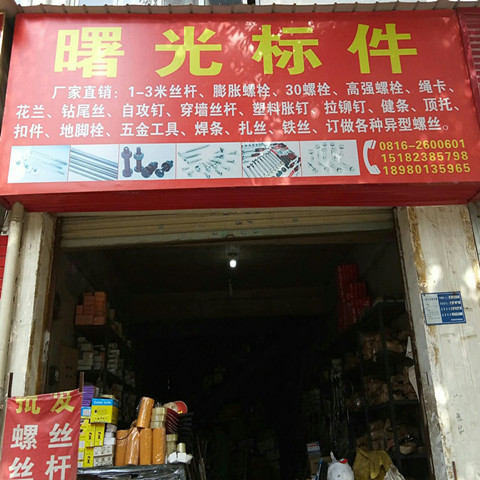 曙光标件
厂家直销：1-3米丝杆、膨胀螺栓、30螺栓、高强螺栓、绳卡、
花兰、钻尾丝、自攻钉、穿墙丝杆、塑料胀钉、拉铆钉、健条、顶托、
扣件、地脚栓、五金工具、焊条、扎丝、铁丝、订做各种异型螺丝。
0816-2600601
15182385798
18980135965
批发
螺丝
丝杆